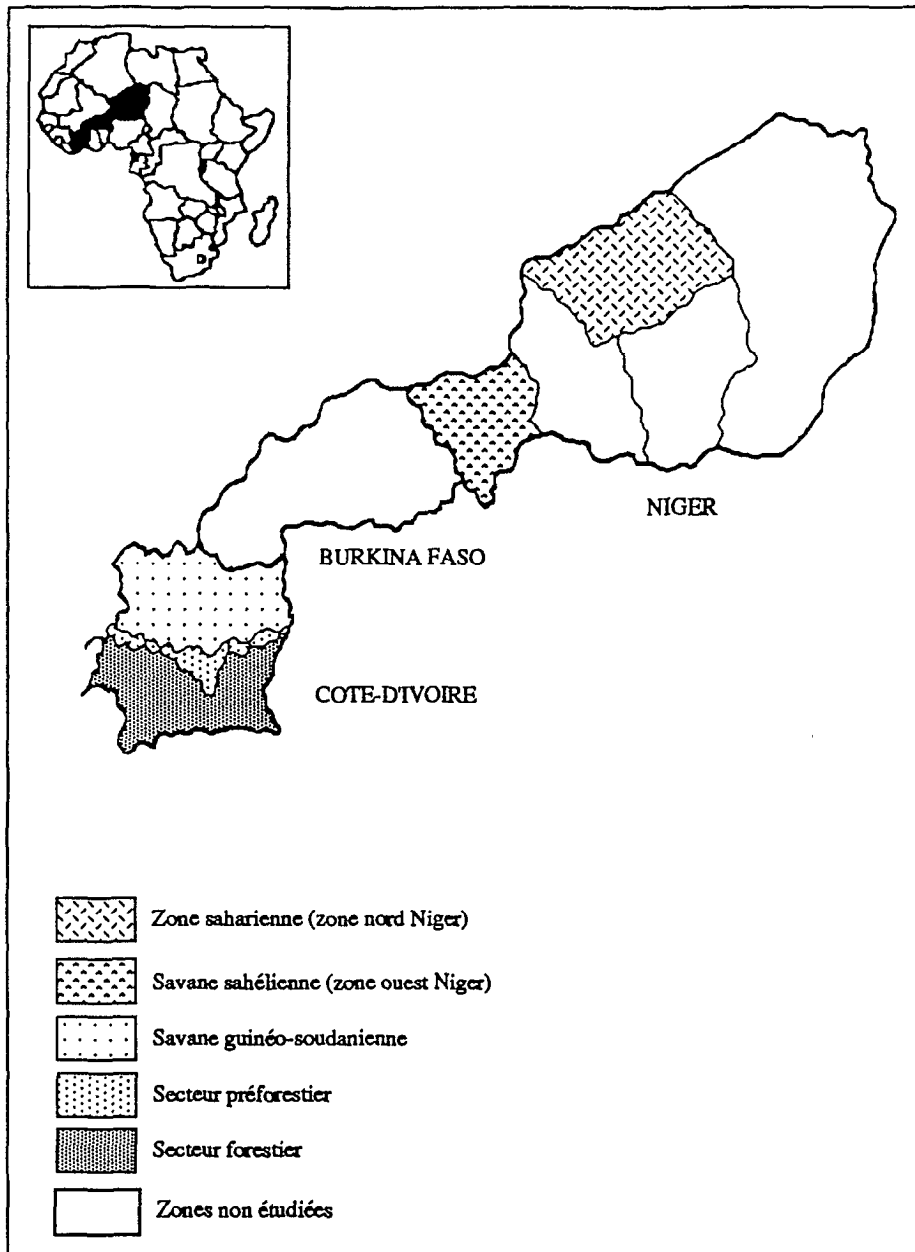 NIGER
BURKINA FASO
COTE-D'IVOIRE
Zone saharienne (zone nord Niger)
Savane sahélienne (zone ouest Niger)
Savane guinéo-soudanienne
Secteur préforestier
Secteur forestier
Zones non étudiées